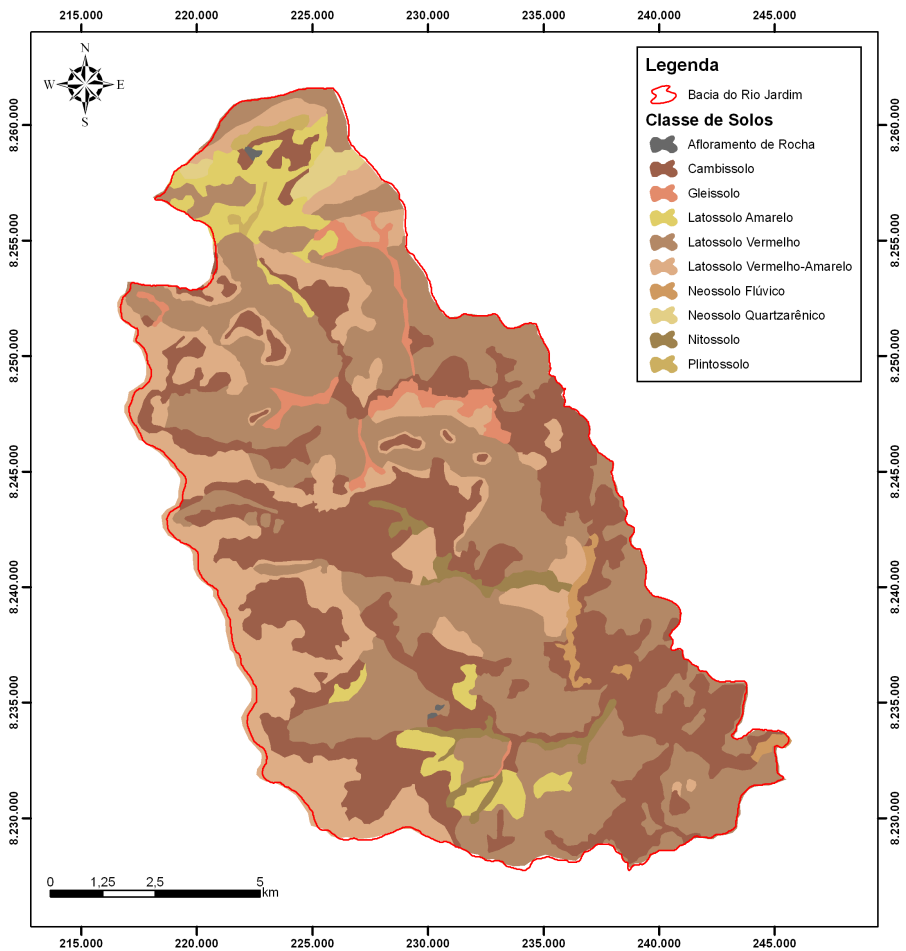 215.000 220.000 225.000 230.000 235.000 240.000 245.000
N
W E
S
Legenda
Bacia do Rio Jardim
Classe de Solos
Afloramento de Rocha
Cambissolo
Gleissolo
Latossolo Amarelo
Latossolo Vermelho
Latossolo Vermelho-Amarelo
Neossolo Flúvico
Neossolo Quartzarênico
Nitossolo
Plintossolo
8.260.000 8.260.000
8.255.000 8.255.000
8.250.000 8.250.000
8.245.000 8.245.000
8.240.000 8.240.000
8.235.000 8.235.000
8.230.000 8.230.000
0 1,25 2,5 5
km
215.000 220.000 225.000 230.000 235.000 240.000 245.000